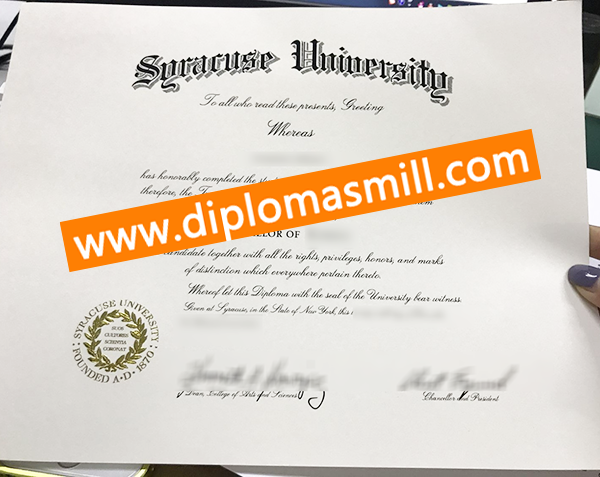 Syracuse University
To all who read these presents, Greeting
Whereas
has honorably completed the
therefore, the
www.diplomasmill.com
OF
candidate together with all the rights, privileges, honors, and marks
of distinction which everywhere pertain thereto.
Whereof let this Diploma with the seal of the University bear witness.
Given at Syracuse, in the State of New York, this
SYRACUSE UNIVERSITY
FOUNDED A·D·1870
SUOS
CULTORES
SCIENTIA
CORONAT
Dean, College of Arts and Sciences
Chancellor and President